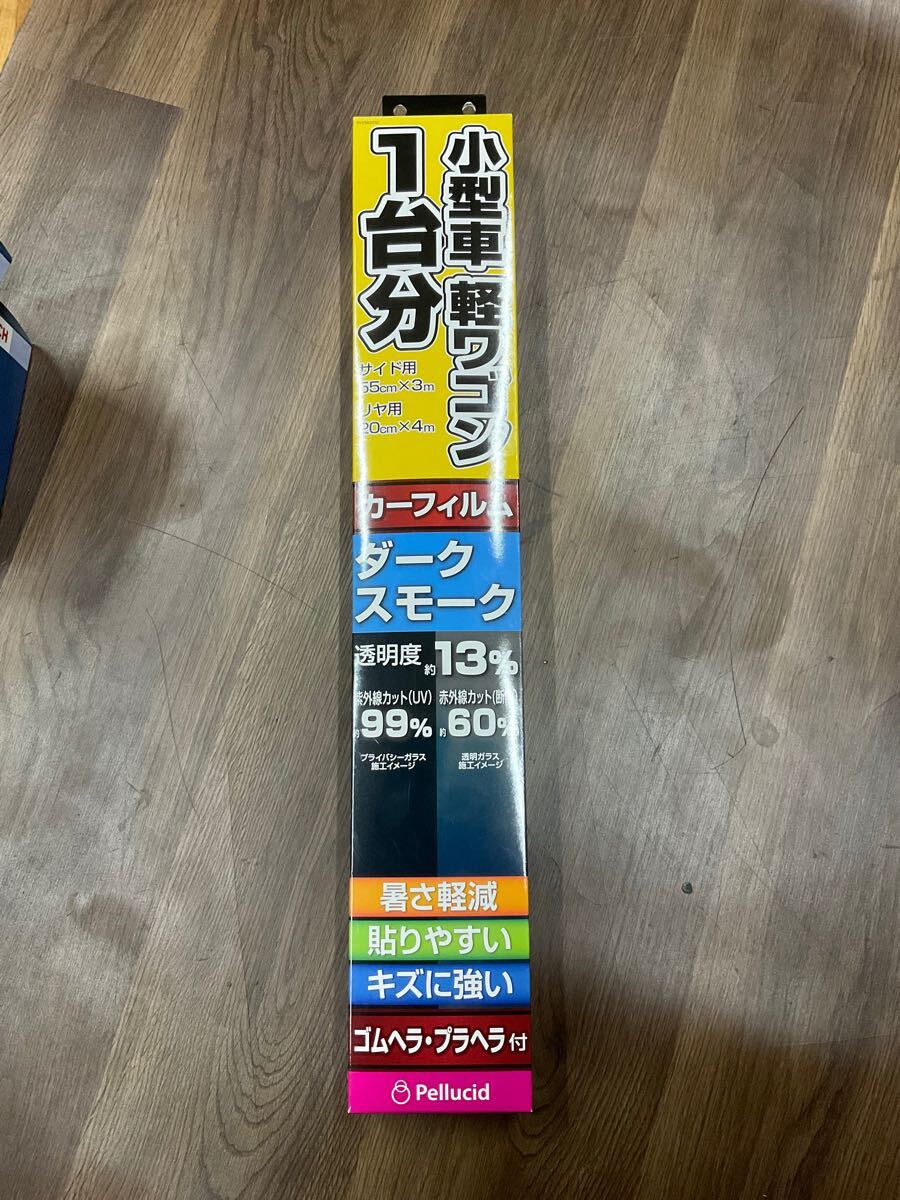 小型車 軽ワゴン
1台分
サイド用
55cm×3m
リヤ用
20cm×4m
カーフィルム
ダーク
スモーク
透明度 約13%
紫外線カット(UV)
約99%
赤外線カット(断熱)
約60%
プライバシーガラス
施工イメージ
透明ガラス
施工イメージ
暑さ軽減
貼りやすい
キズに強い
ゴムヘラ・プラヘラ付
Pellucid
CH